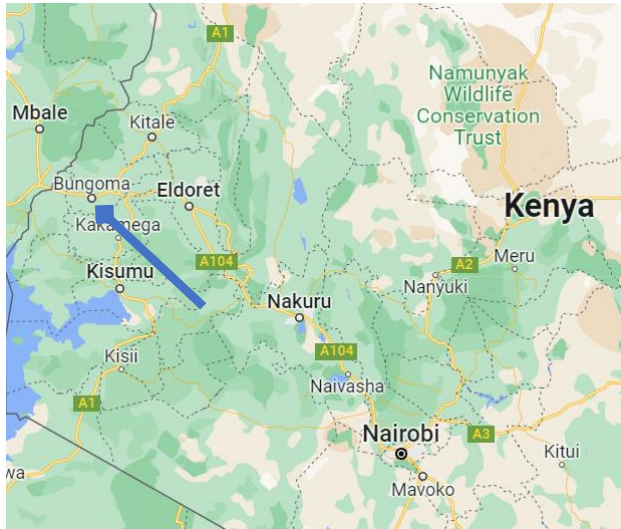 A1
Namunyak
Wildlife
Conservation
Trust
Mbale
Kitale
Bungoma
Eldoret
Kenya
Kakamega
Kisumu
A104
A2
Meru
Nanyuki
Nakuru
A104
Kisii
Naivasha
A1
Nairobi
A3
Kitui
wa
Mavoko